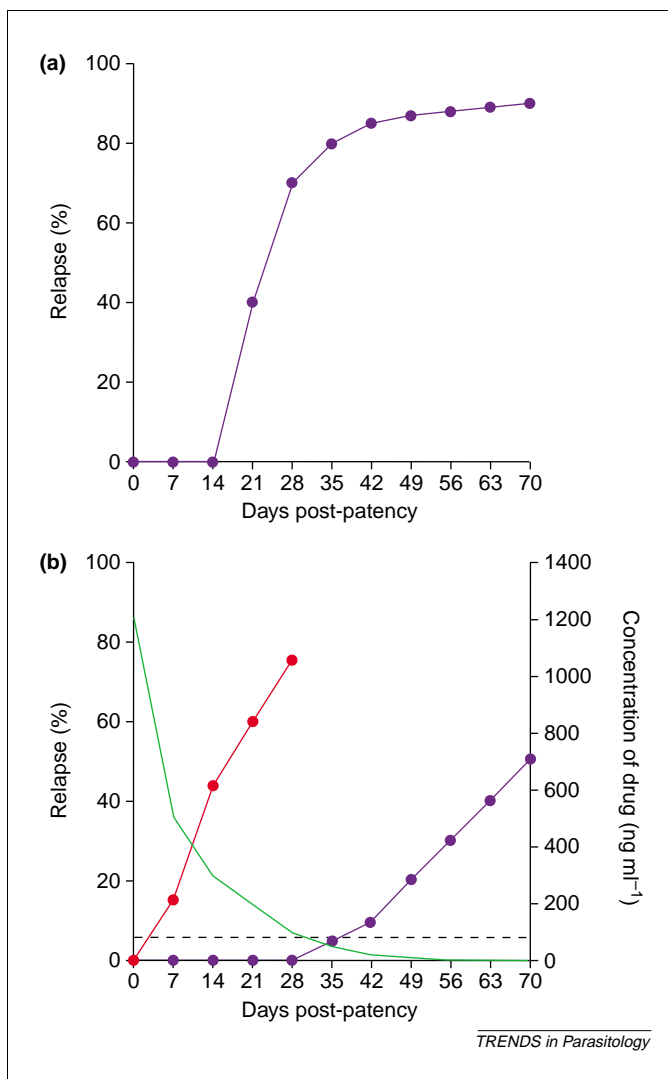 (a)
100
80
60
40
20
0
Relapse (%)
0 7 14 21 28 35 42 49 56 63 70
Days post-patency
(b)
100
80
60
40
20
0
Relapse (%)
1400
1200
1000
800
600
400
200
0
Concentration of drug (ng ml⁻¹)
0 7 14 21 28 35 42 49 56 63 70
Days post-patency
TRENDS in Parasitology